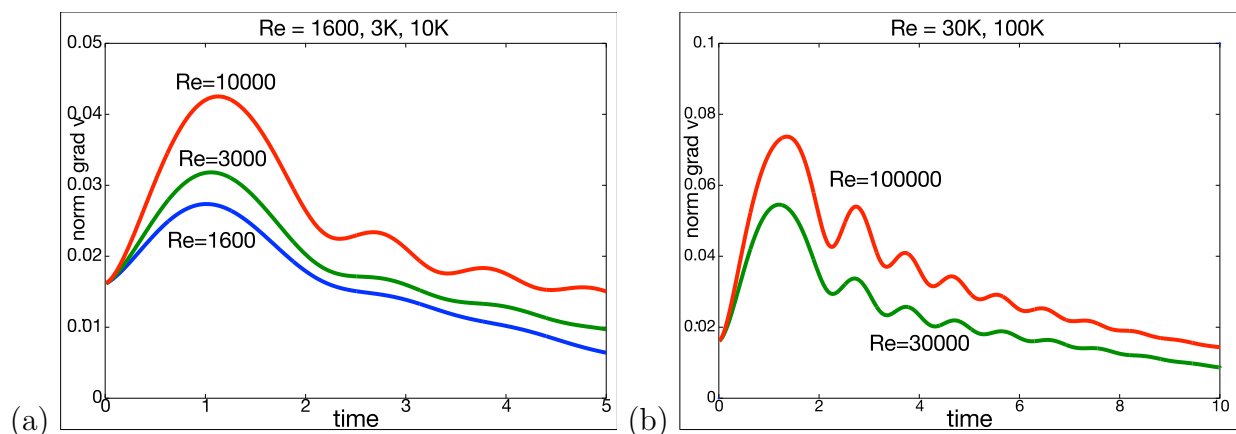 Re = 1600, 3K, 10K
0.05
0.04
0.03
0.02
0.01
0
norm grad v
Re=10000
Re=3000
Re=1600
0 1 2 3 4 5
time
(a)
Re = 30K, 100K
0.1
0.08
0.06
0.04
0.02
0
norm grad v
Re=100000
Re=30000
0 2 4 6 8 10
time
(b)